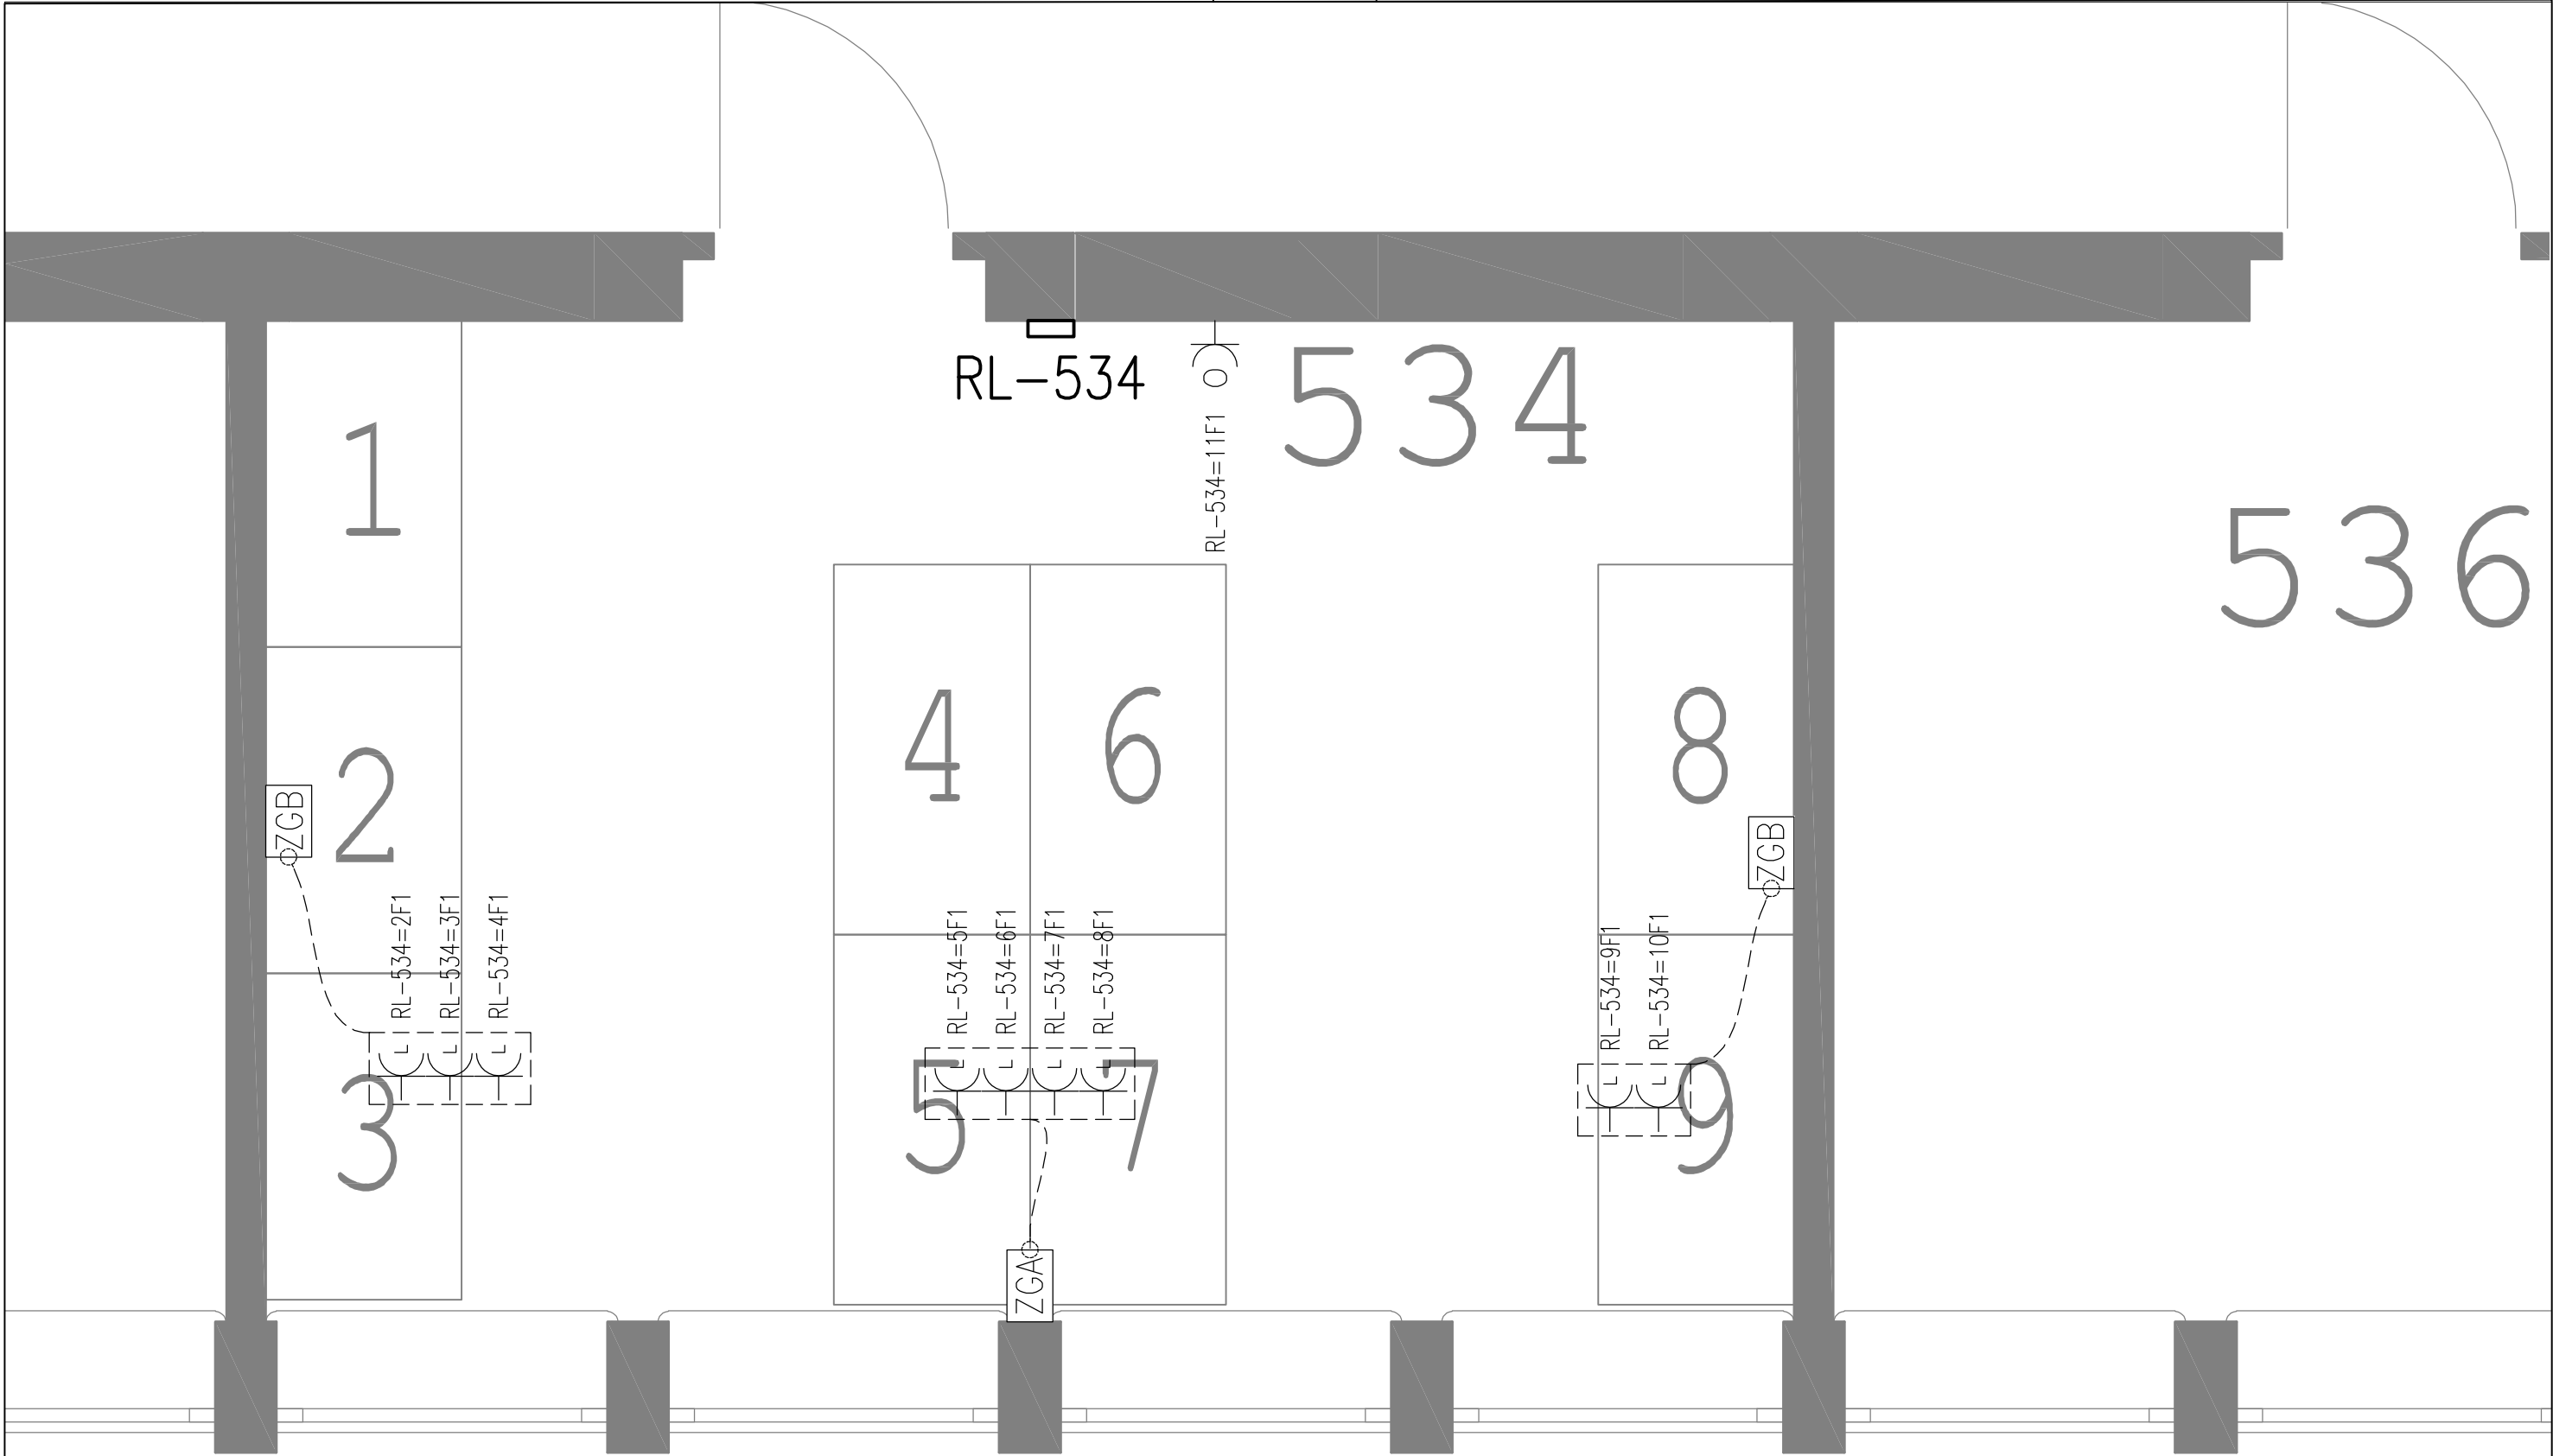 RL-534
O
RL-534=11F1
534
536
1
2
3
4
6
5
7
8
9
ZGB
RL-534=2F1
RL-534=3F1
RL-534=4F1
L
L
L
RL-534=5F1
RL-534=6F1
RL-534=7F1
RL-534=8F1
L
L
L
L
ZGA
ZGB
RL-534=9F1
RL-534=10F1
L
L